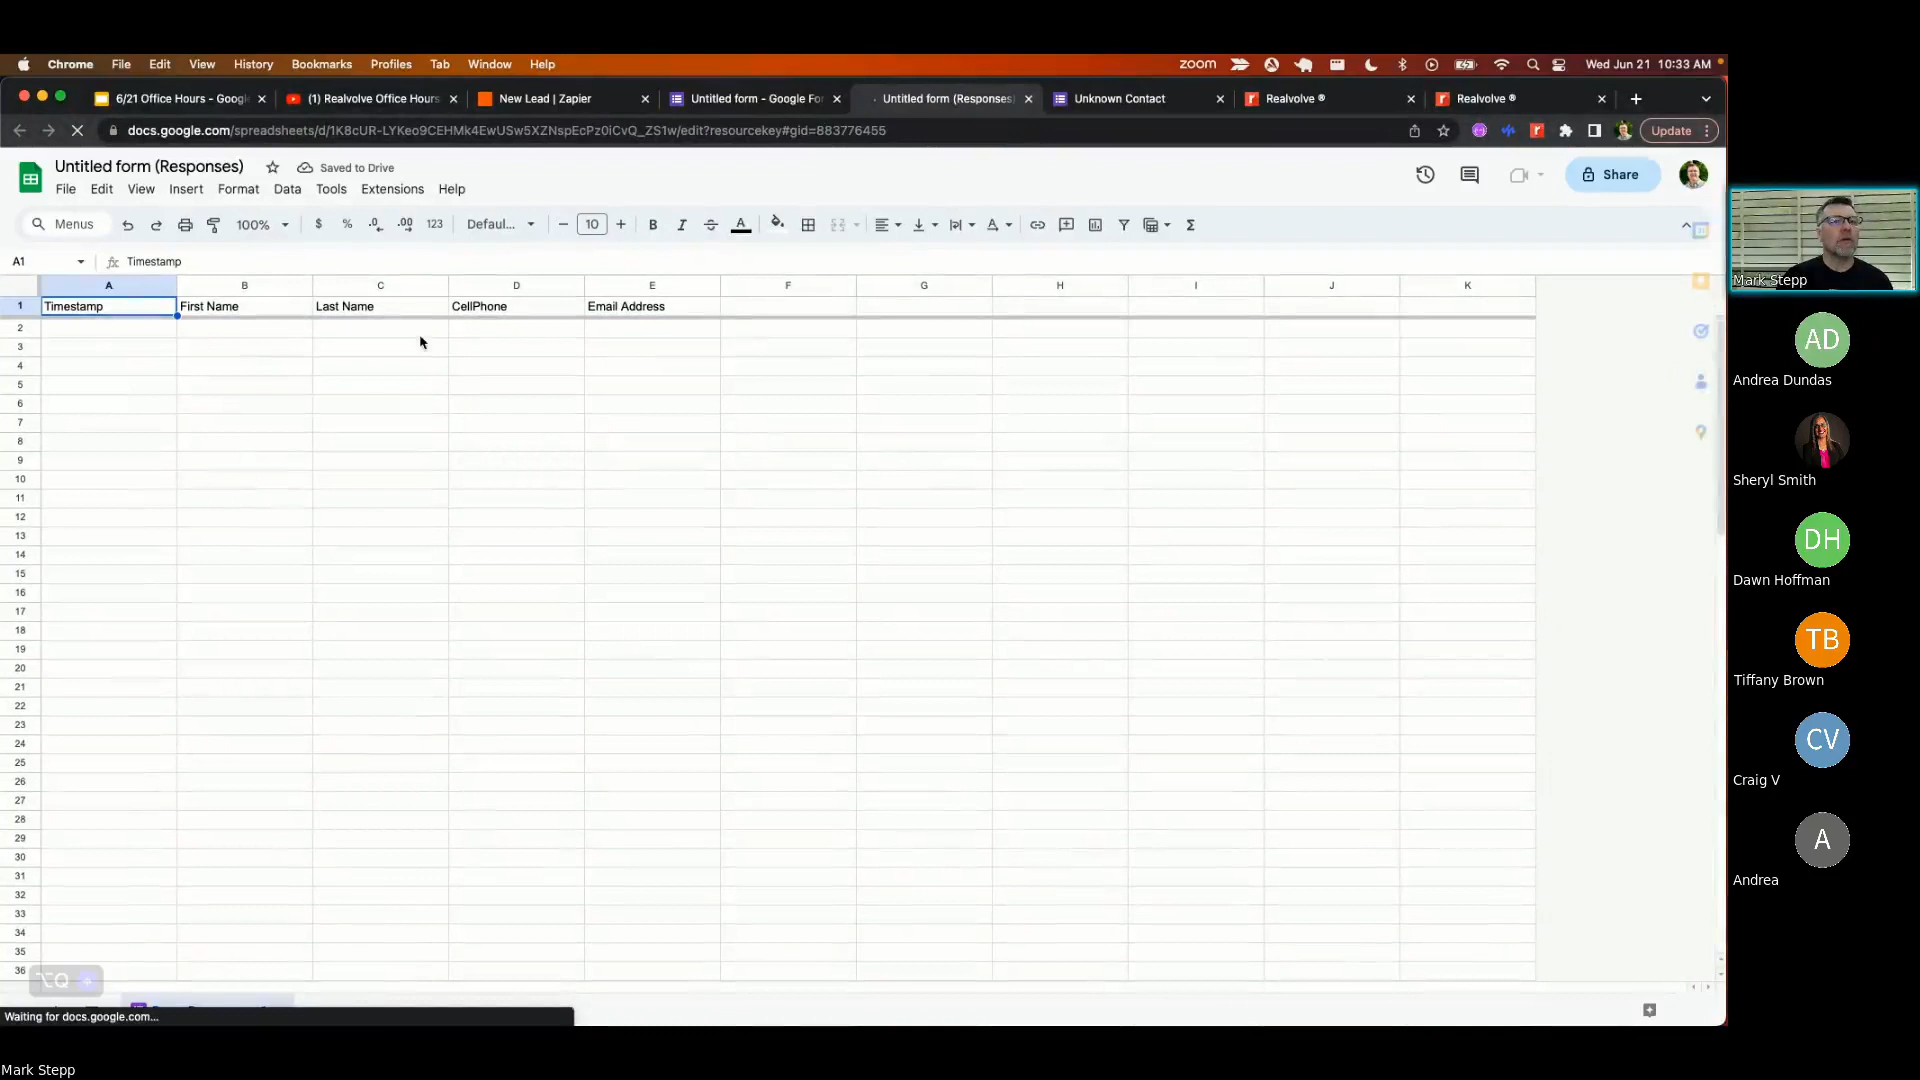 Chrome File Edit View History Bookmarks Profiles Tab Window Help zoom Wed Jun 21 10:33 AM
6/21 Office Hours - Googl (1) Realvolve Office Hours New Lead | Zapier Untitled form - Google For Untitled form (Responses) Unknown Contact Realvolve ® Realvolve ®
docs.google.com/spreadsheets/d/1K8cUR-LYKeo9CEHMk4EwUSw5XZNspEcPz0iCvQ_ZS1w/edit?resourcekey#gid=883776455 Update
Untitled form (Responses) Saved to Drive
File Edit View Insert Format Data Tools Extensions Help Share
Menus 100% $ % .0 .00 123 Defaul... − 10 + B I A Σ
A1 fx Timestamp
A B C D E F G H I J K
1 Timestamp First Name Last Name CellPhone Email Address
2
3
4
5
6
7
8
9
10
11
12
13
14
15
16
17
18
19
20
21
22
23
24
25
26
27
28
29
30
31
32
33
34
35
36
⌥Q
Waiting for docs.google.com...
Mark Stepp
AD
Andrea Dundas
Sheryl Smith
DH
Dawn Hoffman
TB
Tiffany Brown
CV
Craig V
A
Andrea
Mark Stepp